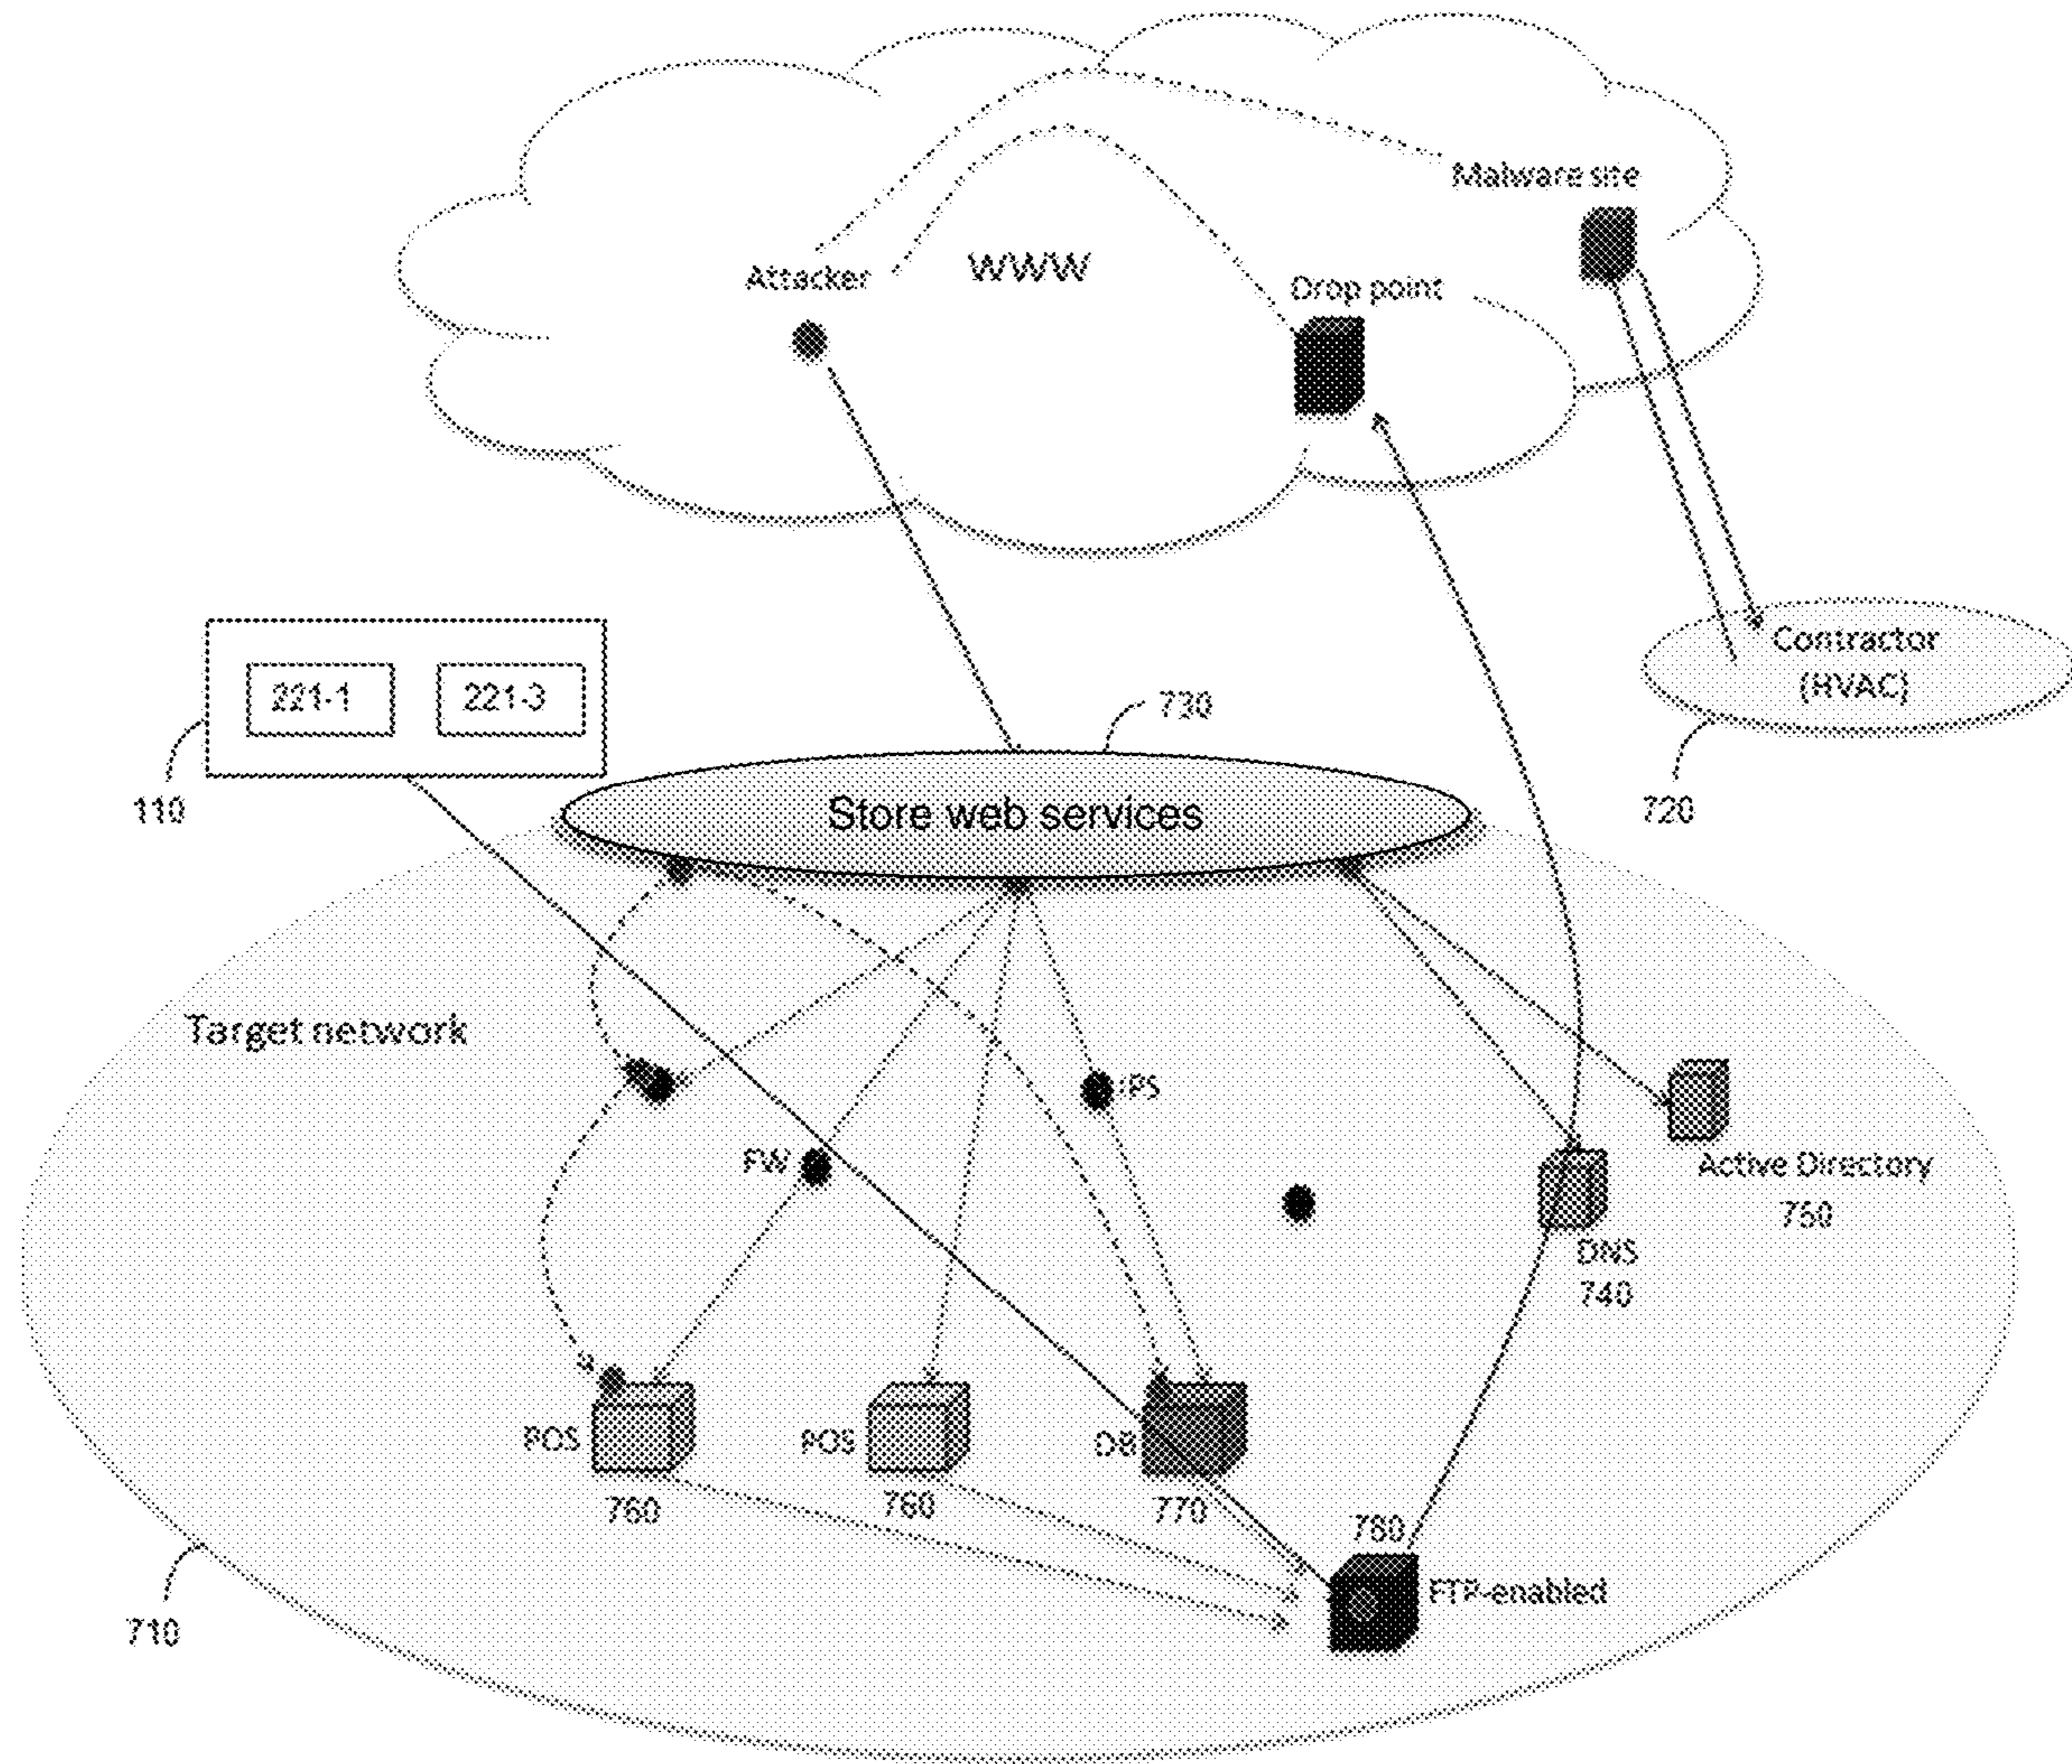 Malware site
Attacker
WWW
Drop point
Contractor
(HVAC)
221-1
221-3
730
110
720
Store web services
Target network
IPS
FW
Active Directory
750
DNS
740
POS
POS
DB
760
760
770
780
FTP-enabled
710